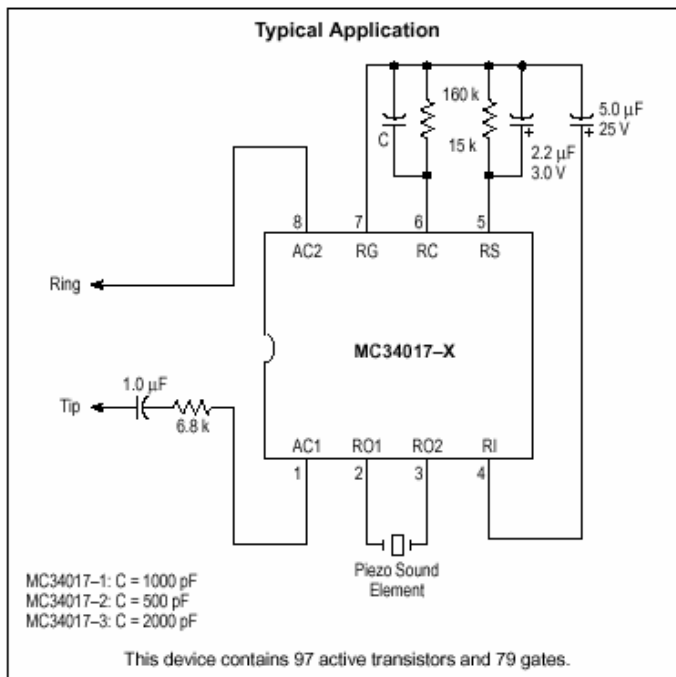 Typical Application
160 k
5.0 µF
25 V
C
15 k
2.2 µF
3.0 V
8
7
6
5
AC2
RG
RC
RS
Ring
MC34017–X
1.0 µF
Tip
6.8 k
AC1
RO1
RO2
RI
1
2
3
4
Piezo Sound
Element
MC34017–1: C = 1000 pF
MC34017–2: C = 500 pF
MC34017–3: C = 2000 pF
This device contains 97 active transistors and 79 gates.